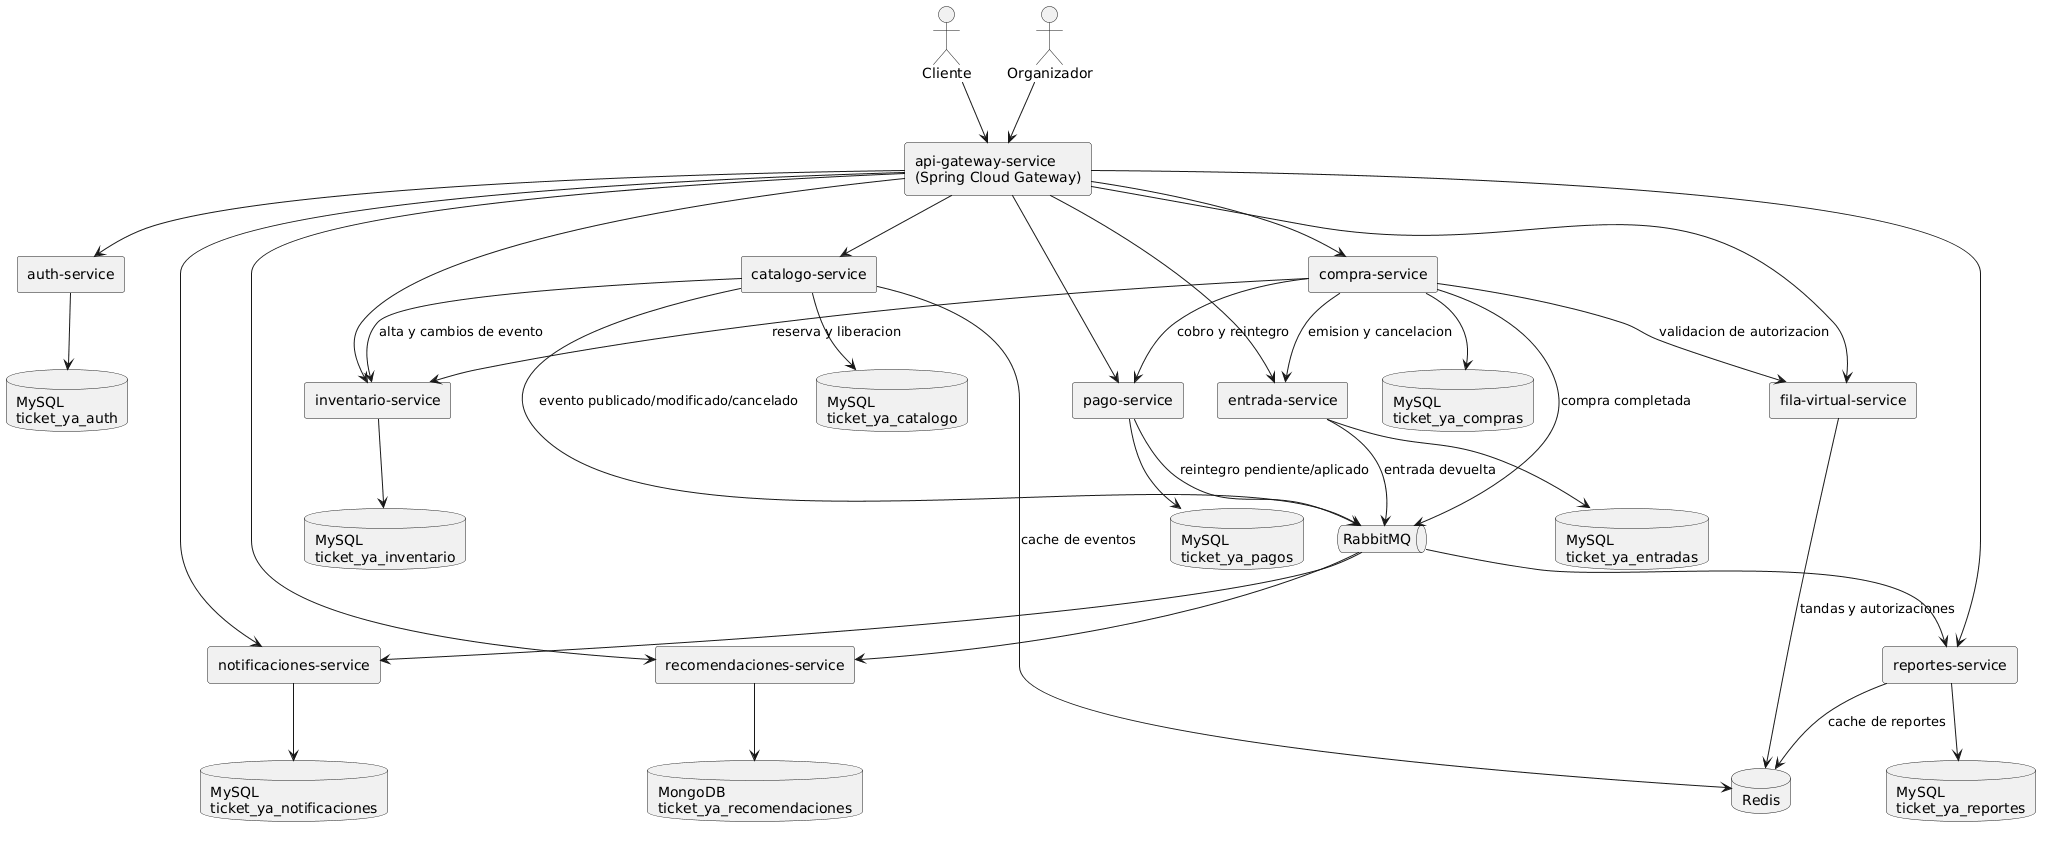 Cliente
Organizador
api-gateway-service
(Spring Cloud Gateway)
auth-service
catalogo-service
compra-service
alta y cambios de evento
reserva y liberacion
cobro y reintegro
emision y cancelacion
validacion de autorizacion
MySQL
ticket_ya_auth
inventario-service
evento publicado/modificado/cancelado
MySQL
ticket_ya_catalogo
pago-service
entrada-service
MySQL
ticket_ya_compras
compra completada
fila-virtual-service
reintegro pendiente/aplicado
entrada devuelta
MySQL
ticket_ya_inventario
cache de eventos
MySQL
ticket_ya_pagos
RabbitMQ
MySQL
ticket_ya_entradas
tandas y autorizaciones
notificaciones-service
recomendaciones-service
reportes-service
cache de reportes
MySQL
ticket_ya_notificaciones
MongoDB
ticket_ya_recomendaciones
Redis
MySQL
ticket_ya_reportes